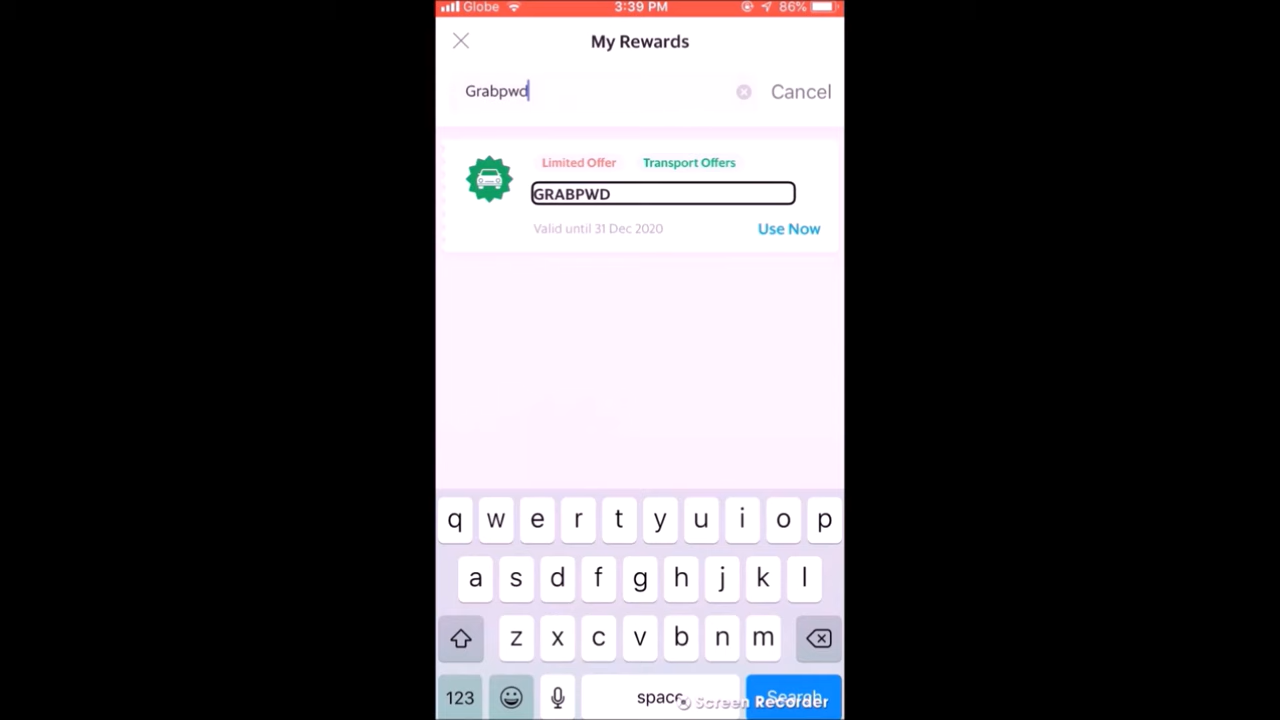 Globe 3:39 PM 86%
My Rewards
Grabpwd Cancel
Limited Offer Transport Offers
GRABPWD
Valid until 31 Dec 2020 Use Now
q w e r t y u i o p
a s d f g h j k l
z x c v b n m
123 space Search
Screen Recorder